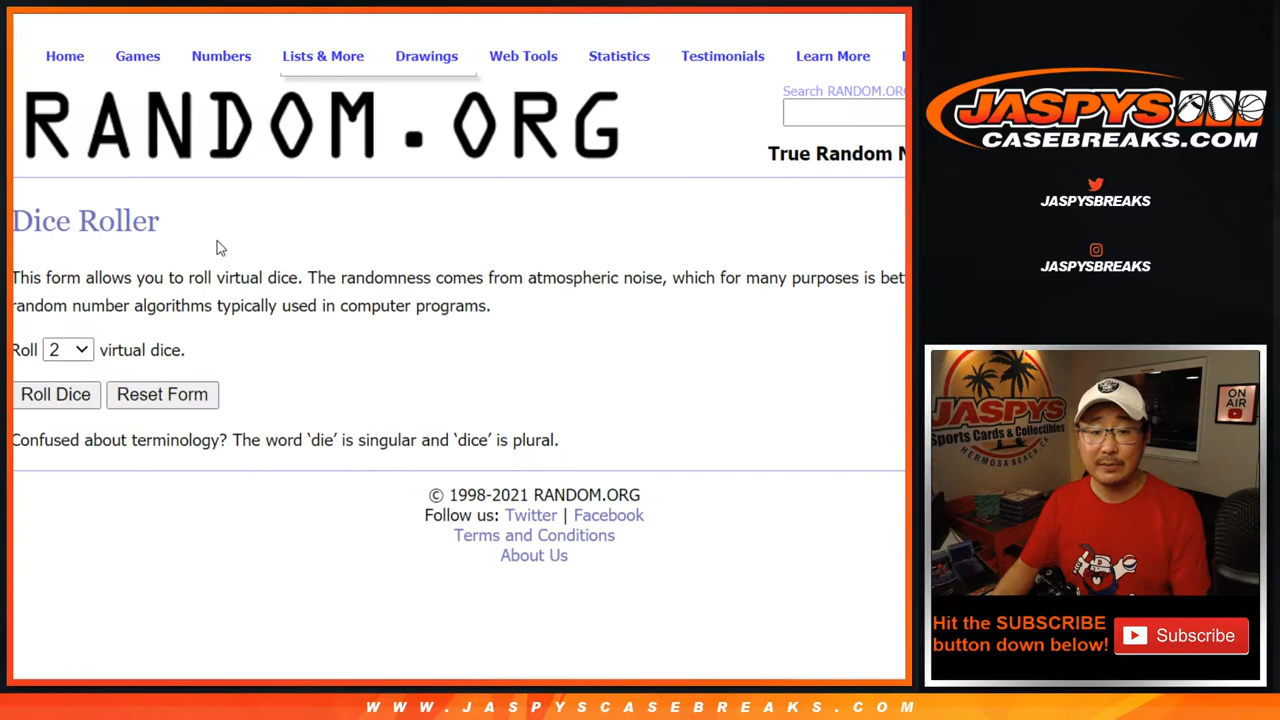 Home Games Numbers Lists & More Drawings Web Tools Statistics Testimonials Learn More
Search RANDOM.OR
RANDOM.ORG
True Random N
Dice Roller
This form allows you to roll virtual dice. The randomness comes from atmospheric noise, which for many purposes is bet
random number algorithms typically used in computer programs.
Roll 2 virtual dice.
Roll Dice Reset Form
Confused about terminology? The word ‘die’ is singular and ‘dice’ is plural.
© 1998-2021 RANDOM.ORG
Follow us: Twitter | Facebook
Terms and Conditions
About Us
JASPYS
CASEBREAKS.COM
JASPYSBREAKS
JASPYSBREAKS
JASPYS
Sports Cards & Collectibles
HERMOSA BEACH, CA
ON
AIR
Hit the SUBSCRIBE
button down below!
Subscribe
WWW.JASPYSCASEBREAKS.COM